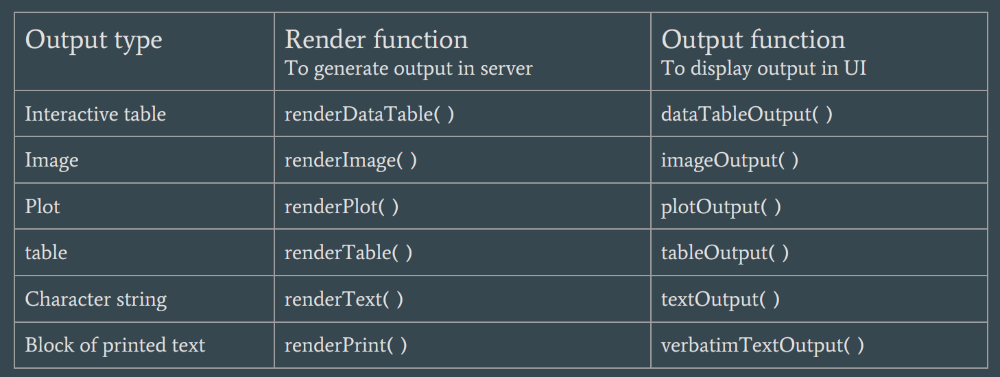 Output type
Render function
To generate output in server
Output function
To display output in UI
Interactive table
renderDataTable( )
dataTableOutput( )
Image
renderImage( )
imageOutput( )
Plot
renderPlot( )
plotOutput( )
table
renderTable( )
tableOutput( )
Character string
renderText( )
textOutput( )
Block of printed text
renderPrint( )
verbatimTextOutput( )